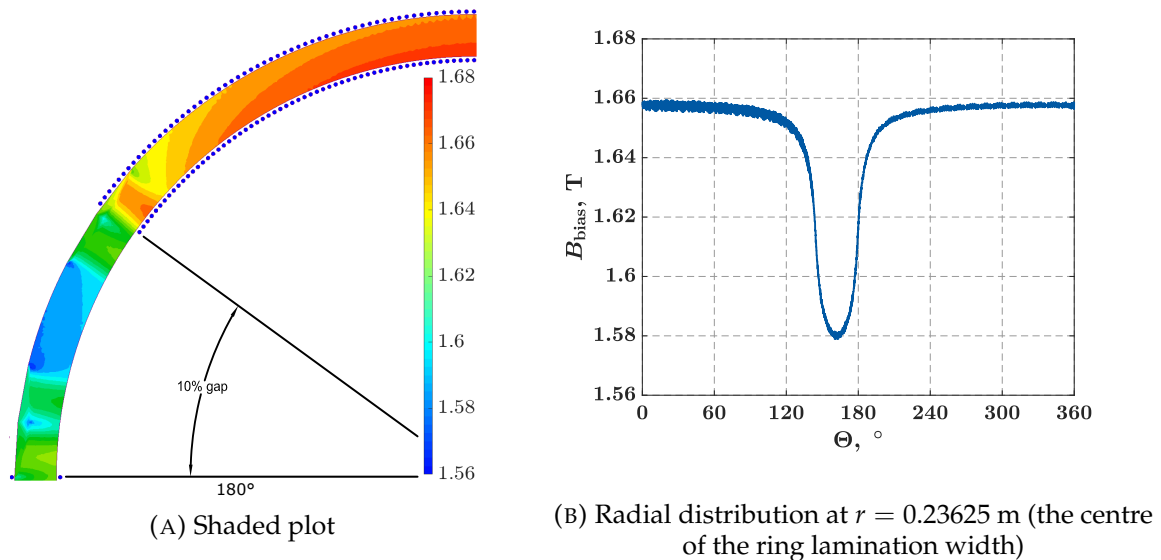 1.68
1.66
1.64
1.62
1.6
1.58
1.56
10% gap
180°
(A) Shaded plot
1.68
1.66
1.64
1.62
1.6
1.58
1.56
B_bias, T
0 60 120 180 240 300 360
Θ, °
(B) Radial distribution at r = 0.23625 m (the centre
of the ring lamination width)